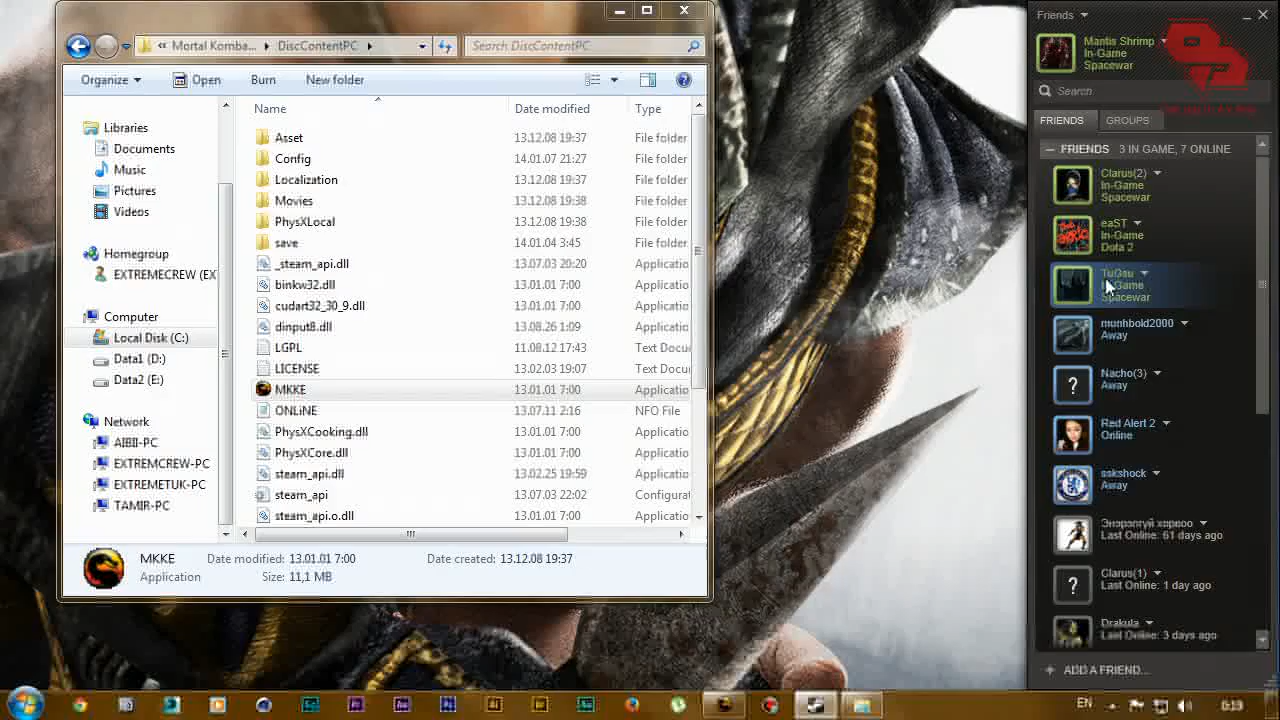 « Mortal Komba... ▸ DiscContentPC ▸
Search DiscContentPC
Organize
Open
Burn
New folder
Name
Date modified
Type
Libraries
Documents
Music
Pictures
Videos
Homegroup
EXTREMECREW (EX
Computer
Local Disk (C:)
Data1 (D:)
Data2 (E:)
Network
AIBII-PC
EXTREMCREW-PC
EXTREMETUK-PC
TAMIR-PC
Asset 13.12.08 19:37 File folder
Config 14.01.07 21:27 File folder
Localization 13.12.08 19:37 File folder
Movies 13.12.08 19:38 File folder
PhysXLocal 13.12.08 19:38 File folder
save 14.01.04 3:45 File folder
_steam_api.dll 13.07.03 20:20 Applicatio
binkw32.dll 13.01.01 7:00 Applicatio
cudart32_30_9.dll 13.01.01 7:00 Applicatio
dinput8.dll 13.08.26 1:09 Applicatio
LGPL 11.08.12 17:43 Text Docu
LICENSE 13.02.03 19:07 Text Docu
MKKE 13.01.01 7:00 Applicatio
ONLiNE 13.07.11 2:16 NFO File
PhysXCooking.dll 13.01.01 7:00 Applicatio
PhysXCore.dll 13.01.01 7:00 Applicatio
steam_api.dll 13.02.25 19:59 Applicatio
steam_api 13.07.03 22:02 Configurat
steam_api.o.dll 13.01.01 7:00 Applicatio
MKKE Date modified: 13.01.01 7:00 Date created: 13.12.08 19:37
Application Size: 11,1 MB
Friends
Mantis Shrimp
In-Game
Spacewar
Search
FRIENDS
GROUPS
FRIENDS 3 IN GAME, 7 ONLINE
Clarus(2)
In-Game
Spacewar
eaST
In-Game
Dota 2
In-Game
Spacewar
munhbold2000
Away
Nacho(3)
Away
Red Alert 2
Online
sskshock
Away
Last Online: 61 days ago
Clarus(1)
Last Online: 1 day ago
Drakula
Last Online: 3 days ago
ADD A FRIEND...
EN
0:19